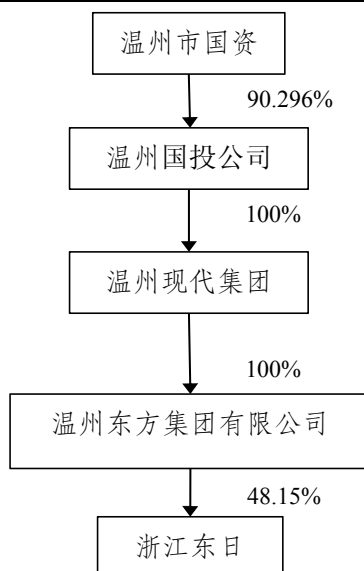 温州市国资
90.296%
温州国投公司
100%
温州现代集团
100%
温州东方集团有限公司
48.15%
浙江东日